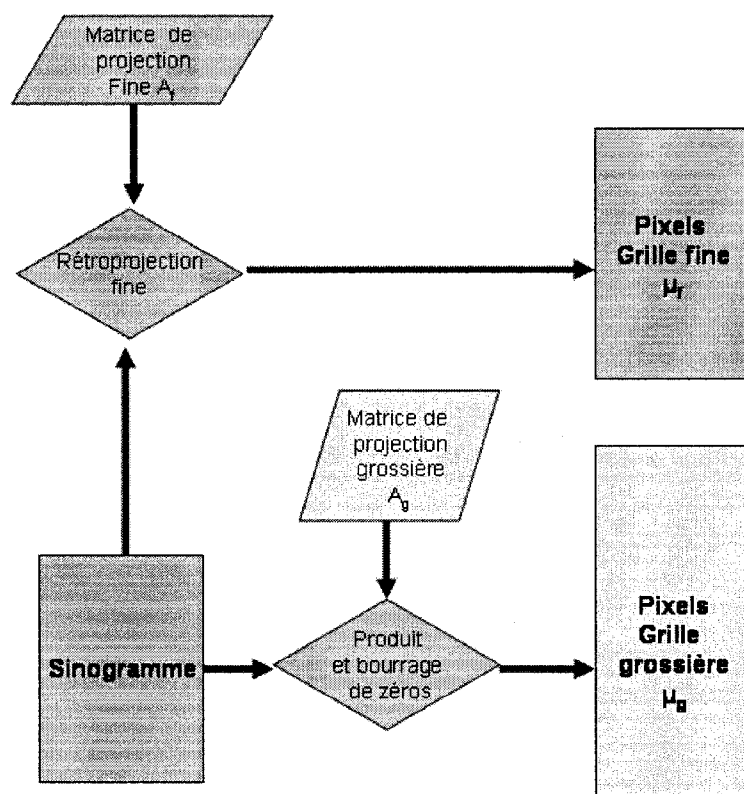 Matrice de
projection
Fine A_f
Rétroprojection
fine
Pixels
Grille fine
μ_f
Matrice de
projection
grossière
A_g
Sinogramme
Produit
et bourrage
de zéros
Pixels
Grille
grossière
μ_g